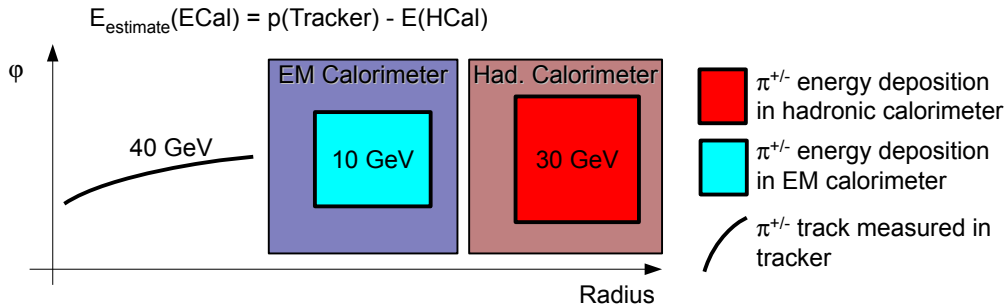 E_estimate(ECal) = p(Tracker) - E(HCal)
φ
EM Calorimeter
Had. Calorimeter
40 GeV
10 GeV
30 GeV
Radius
π+/- energy deposition
in hadronic calorimeter
π+/- energy deposition
in EM calorimeter
π+/- track measured in
tracker